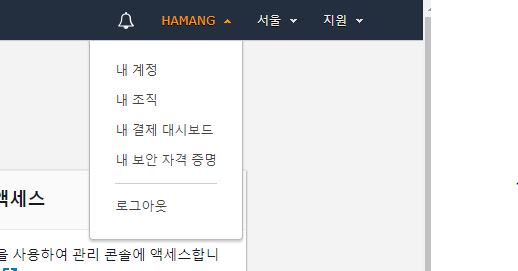 HAMANG 서울 지원
내 계정
내 조직
내 결제 대시보드
내 보안 자격 증명
로그아웃
액세스
을 사용하여 관리 콘솔에 액세스합니